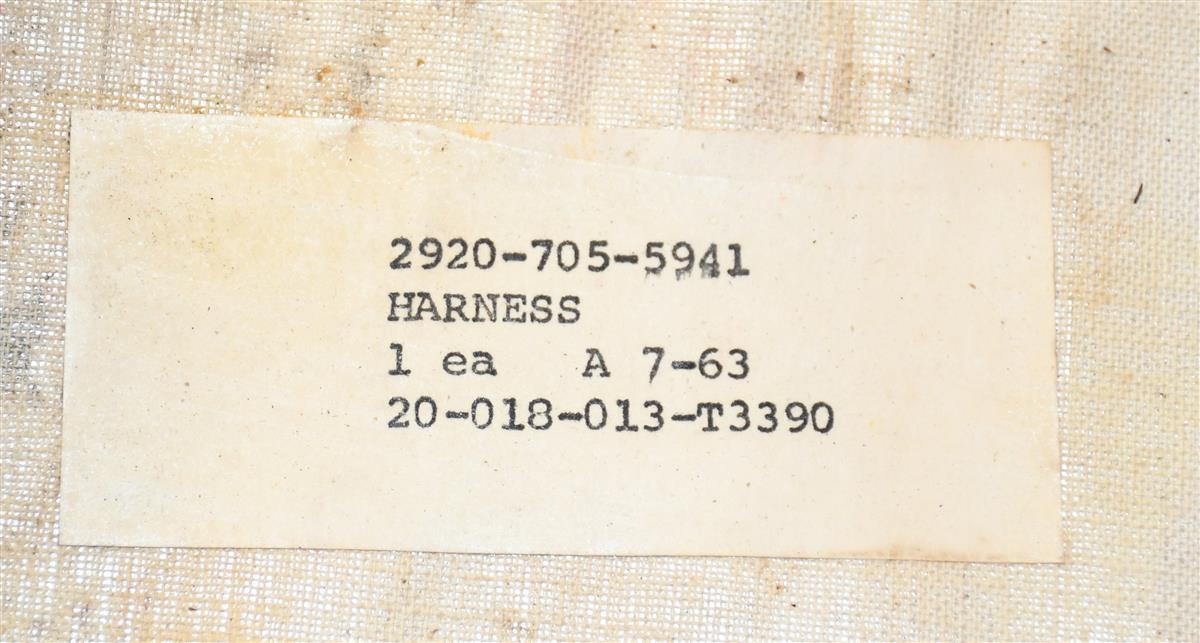 2920-705-5941
HARNESS
1 ea A 7-63
20-018-013-T3390